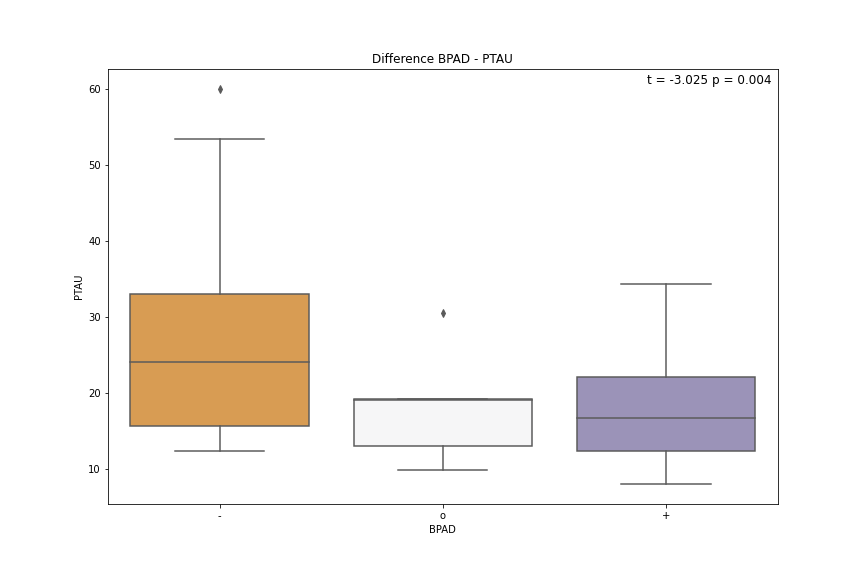 Difference BPAD - PTAU
t = -3.025 p = 0.004
60
50
40
30
20
10
PTAU
- o +
BPAD